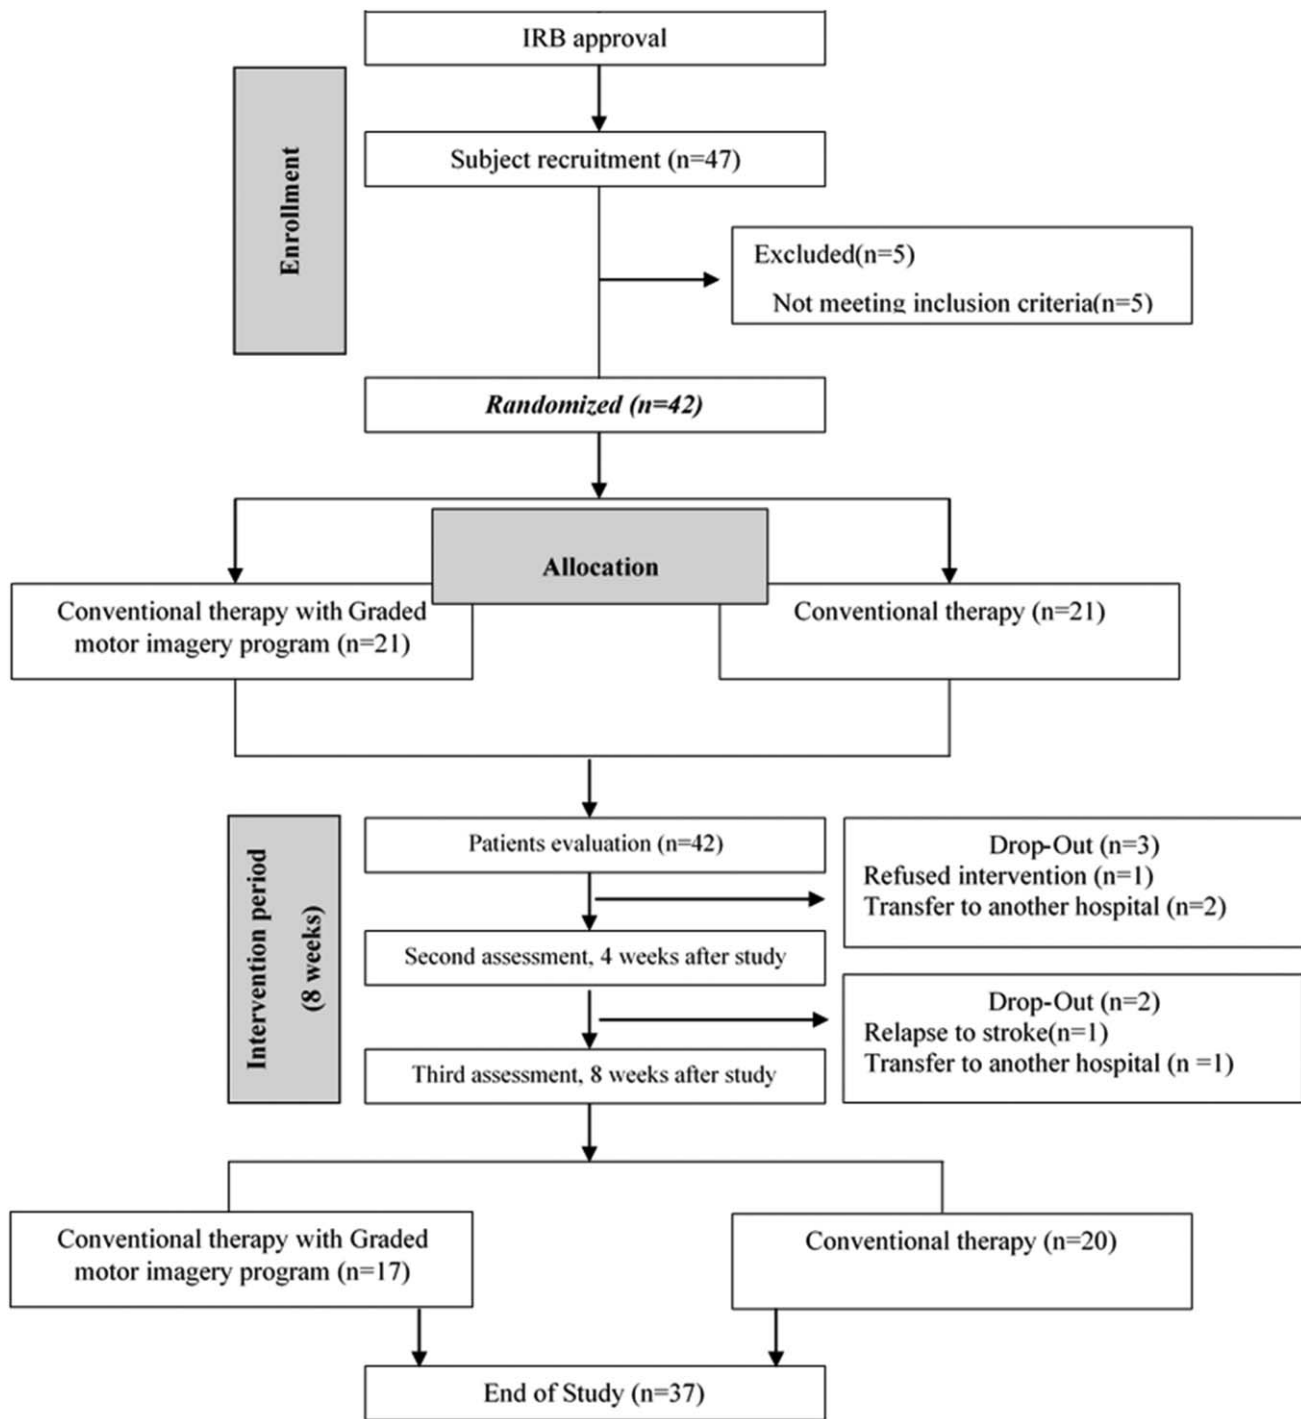 IRB approval
Enrollment
Subject recruitment (n=47)
Excluded(n=5)
Not meeting inclusion criteria(n=5)
Randomized (n=42)
Allocation
Conventional therapy with Graded
motor imagery program (n=21)
Conventional therapy (n=21)
Intervention period
(8 weeks)
Patients evaluation (n=42)
Drop-Out (n=3)
Refused intervention (n=1)
Transfer to another hospital (n=2)
Second assessment, 4 weeks after study
Drop-Out (n=2)
Relapse to stroke(n=1)
Transfer to another hospital (n =1)
Third assessment, 8 weeks after study
Conventional therapy with Graded
motor imagery program (n=17)
Conventional therapy (n=20)
End of Study (n=37)